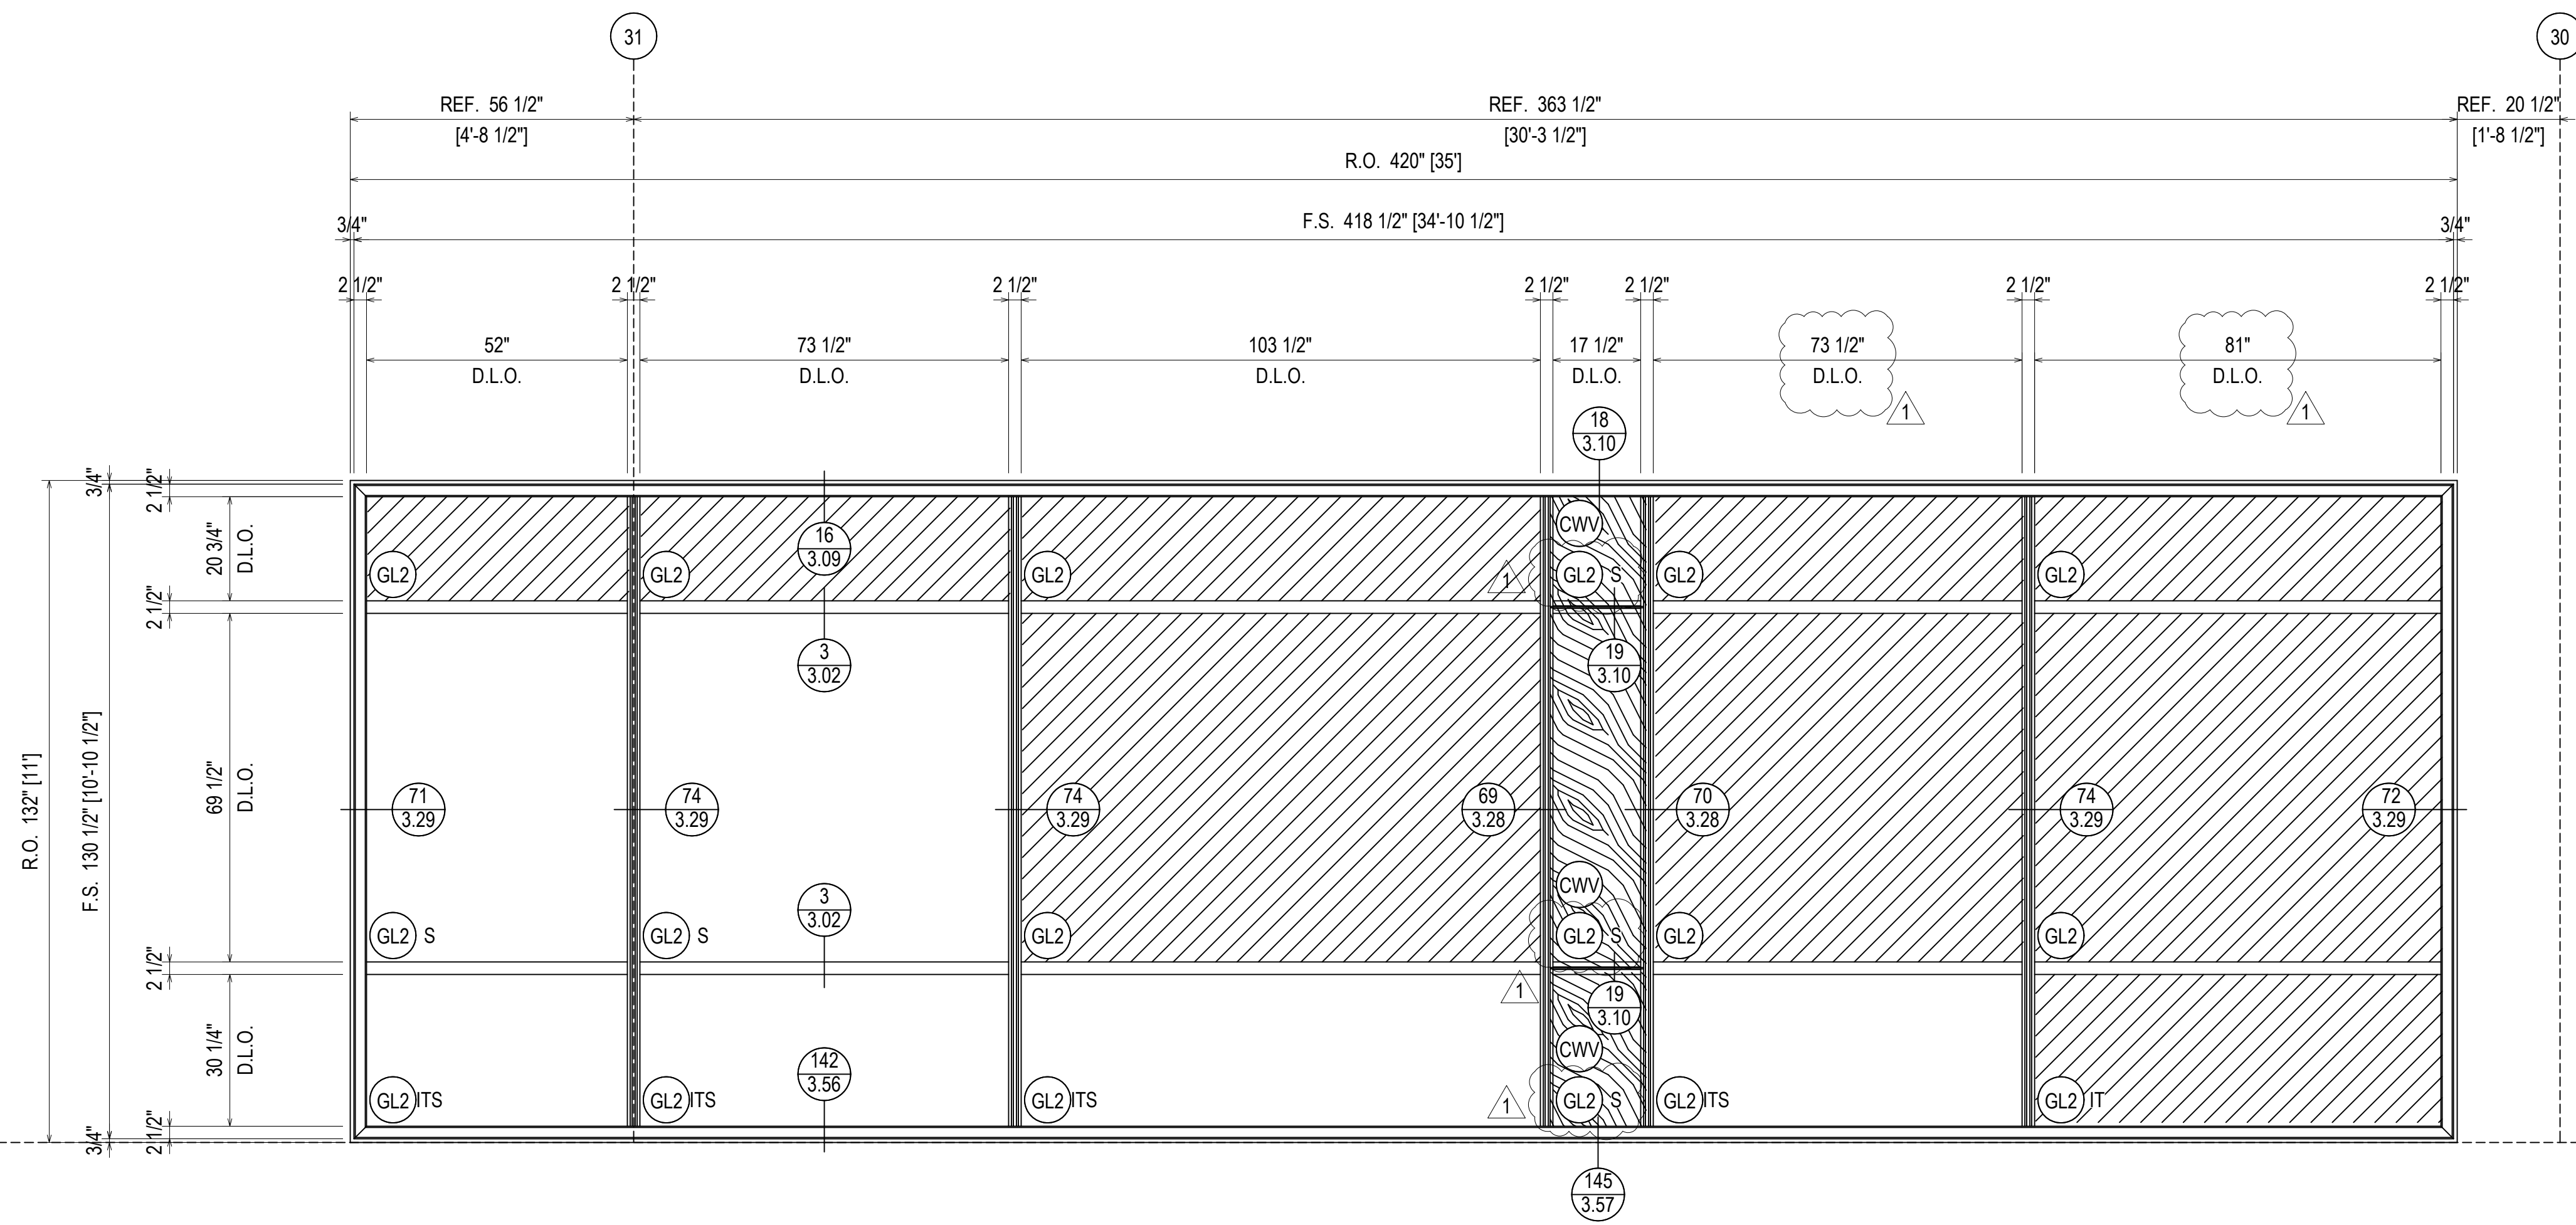 31
30
REF. 56 1/2"
[4'-8 1/2"]
REF. 363 1/2"
[30'-3 1/2"]
REF. 20 1/2"
[1'-8 1/2"]
R.O. 420" [35']
3/4"
F.S. 418 1/2" [34'-10 1/2"]
3/4"
2 1/2"
2 1/2"
2 1/2"
2 1/2"
2 1/2"
2 1/2"
2 1/2"
52"
D.L.O.
73 1/2"
D.L.O.
103 1/2"
D.L.O.
17 1/2"
D.L.O.
73 1/2"
D.L.O.
1
81"
D.L.O.
1
18
3.10
R.O. 132" [11']
3/4"
F.S. 130 1/2" [10'-10 1/2"]
3/4"
2 1/2"
2 1/2"
2 1/2"
2 1/2"
20 3/4"
D.L.O.
69 1/2"
D.L.O.
30 1/4"
D.L.O.
16
3.09
CWV
GL2
GL2
GL2
1
GL2 S
GL2
GL2
3
3.02
19
3.10
71
3.29
74
3.29
74
3.29
69
3.28
70
3.28
74
3.29
72
3.29
3
3.02
CWV
GL2 S
GL2 S
GL2
GL2 S
GL2
GL2
1
19
3.10
142
3.56
CWV
GL2 ITS
GL2 ITS
GL2 ITS
1
GL2 S
GL2 ITS
GL2 IT
145
3.57